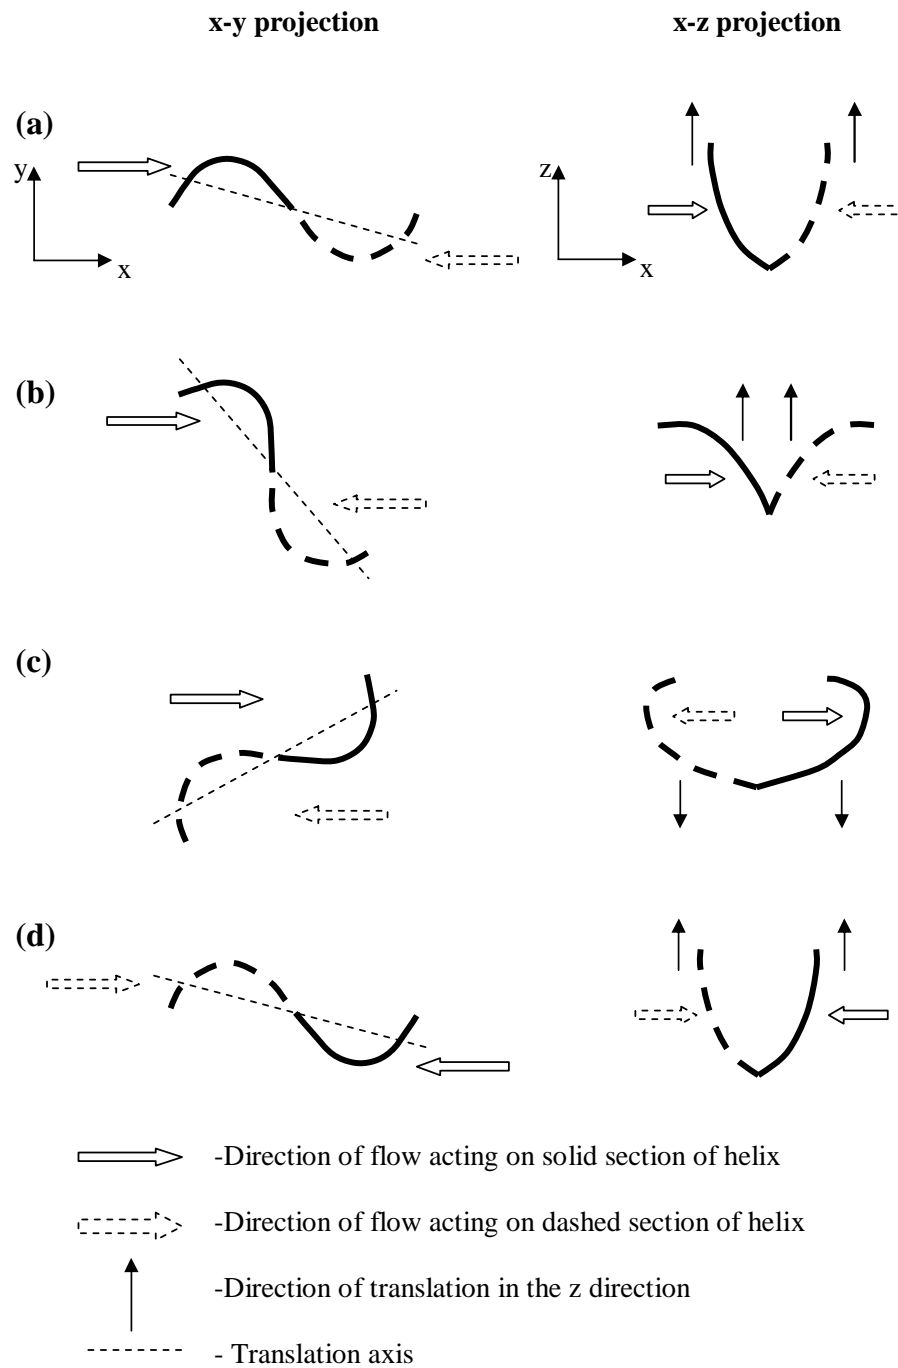 x-y projection x-z projection
(a)
y z
x x
(b)
(c)
(d)
-Direction of flow acting on solid section of helix
-Direction of flow acting on dashed section of helix
-Direction of translation in the z direction
- Translation axis